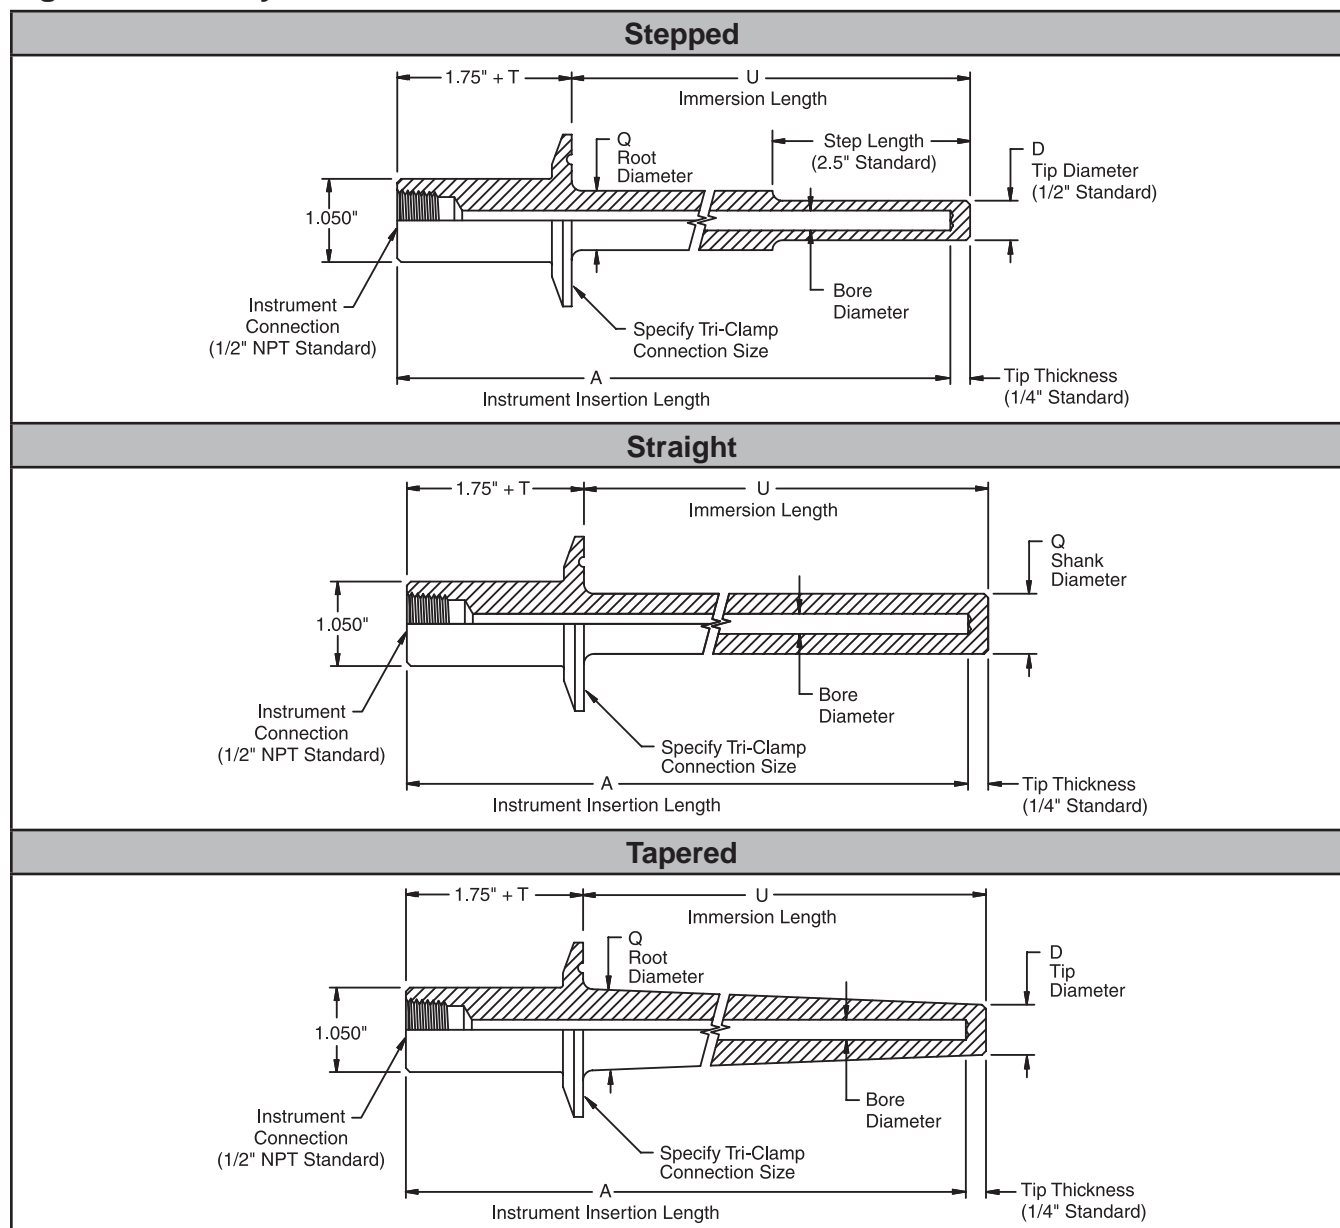 Stepped
1.75" + T
U
Immersion Length
Q
Root
Diameter
Step Length
(2.5" Standard)
D
Tip Diameter
(1/2" Standard)
1.050"
Instrument
Connection
(1/2" NPT Standard)
Bore
Diameter
Specify Tri-Clamp
Connection Size
A
Instrument Insertion Length
Tip Thickness
(1/4" Standard)
Straight
1.75" + T
U
Immersion Length
Q
Shank
Diameter
1.050"
Instrument
Connection
(1/2" NPT Standard)
Bore
Diameter
Specify Tri-Clamp
Connection Size
A
Instrument Insertion Length
Tip Thickness
(1/4" Standard)
Tapered
1.75" + T
U
Immersion Length
Q
Root
Diameter
D
Tip
Diameter
1.050"
Instrument
Connection
(1/2" NPT Standard)
Bore
Diameter
Specify Tri-Clamp
Connection Size
A
Instrument Insertion Length
Tip Thickness
(1/4" Standard)